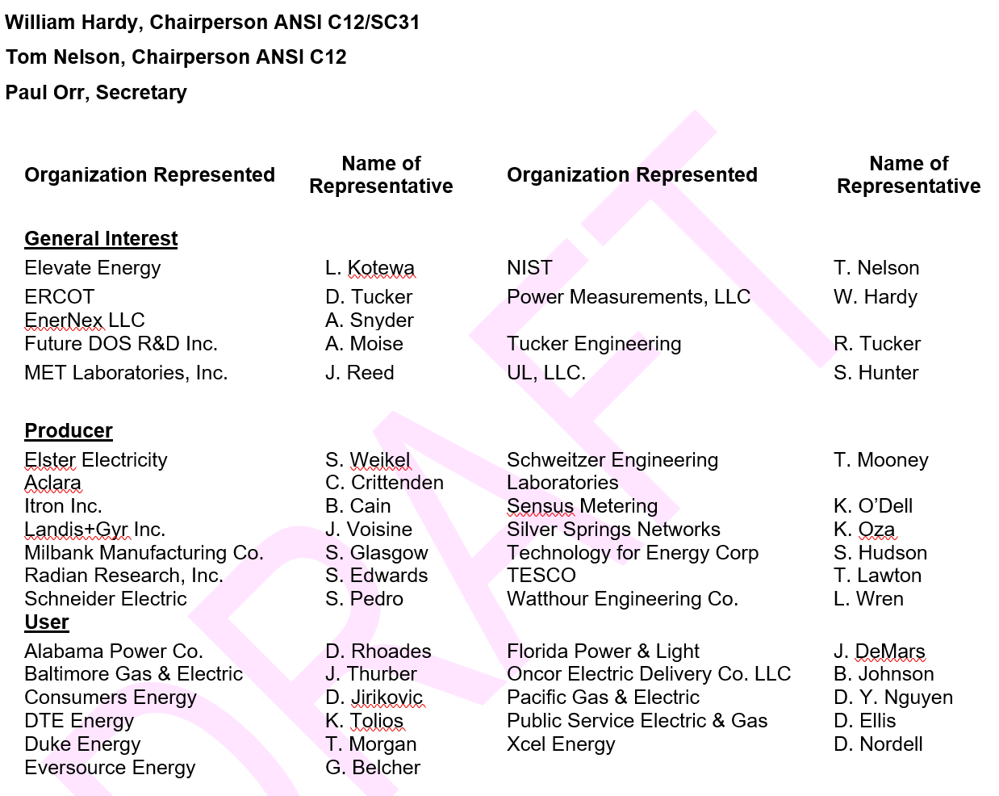 William Hardy, Chairperson ANSI C12/SC31
Tom Nelson, Chairperson ANSI C12
Paul Orr, Secretary
Organization Represented Name of Representative Organization Represented Name of Representative
General Interest
Elevate Energy L. Kotewa NIST T. Nelson
ERCOT D. Tucker Power Measurements, LLC W. Hardy
EnerNex LLC A. Snyder
Future DOS R&D Inc. A. Moise Tucker Engineering R. Tucker
MET Laboratories, Inc. J. Reed UL, LLC. S. Hunter
Producer
Elster Electricity S. Weikel Schweitzer Engineering T. Mooney
Aclara C. Crittenden Laboratories
Itron Inc. B. Cain Sensus Metering K. O’Dell
Landis+Gyr Inc. J. Voisine Silver Springs Networks K. Oza
Milbank Manufacturing Co. S. Glasgow Technology for Energy Corp S. Hudson
Radian Research, Inc. S. Edwards TESCO T. Lawton
Schneider Electric S. Pedro Watthour Engineering Co. L. Wren
User
Alabama Power Co. D. Rhoades Florida Power & Light J. DeMars
Baltimore Gas & Electric J. Thurber Oncor Electric Delivery Co. LLC B. Johnson
Consumers Energy D. Jirikovic Pacific Gas & Electric D. Y. Nguyen
DTE Energy K. Tolios Public Service Electric & Gas D. Ellis
Duke Energy T. Morgan Xcel Energy D. Nordell
Eversource Energy G. Belcher
DRAFT